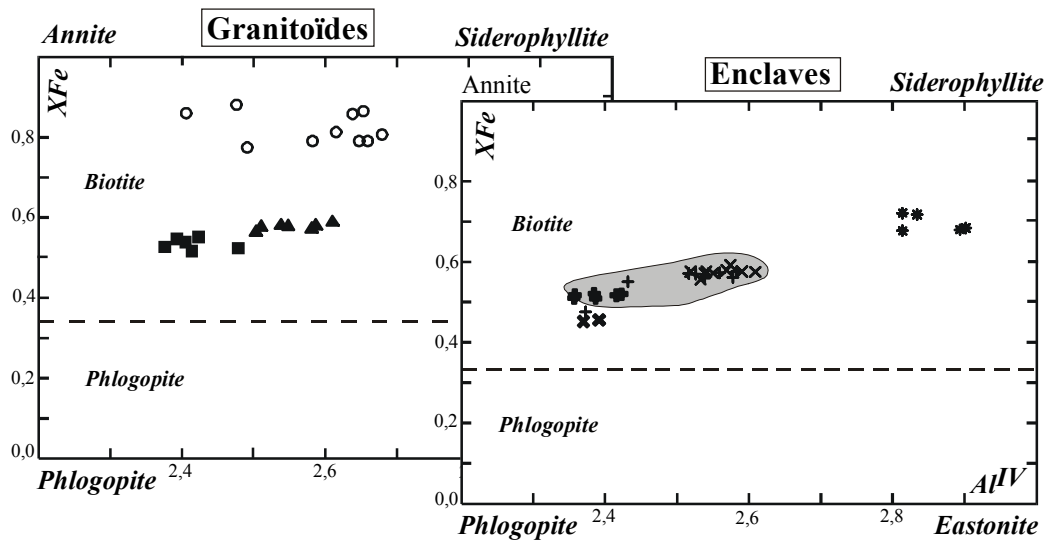 Granitoïdes
Annite
Siderophyllite
XFe
0,8
Biotite
0,6
0,4
0,2
Phlogopite
0,0
Phlogopite
2,4
2,6
Enclaves
Annite
Siderophyllite
XFe
0,8
Biotite
0,6
0,4
0,2
Phlogopite
0,0
Al^IV
Phlogopite
2,4
2,6
2,8
Eastonite